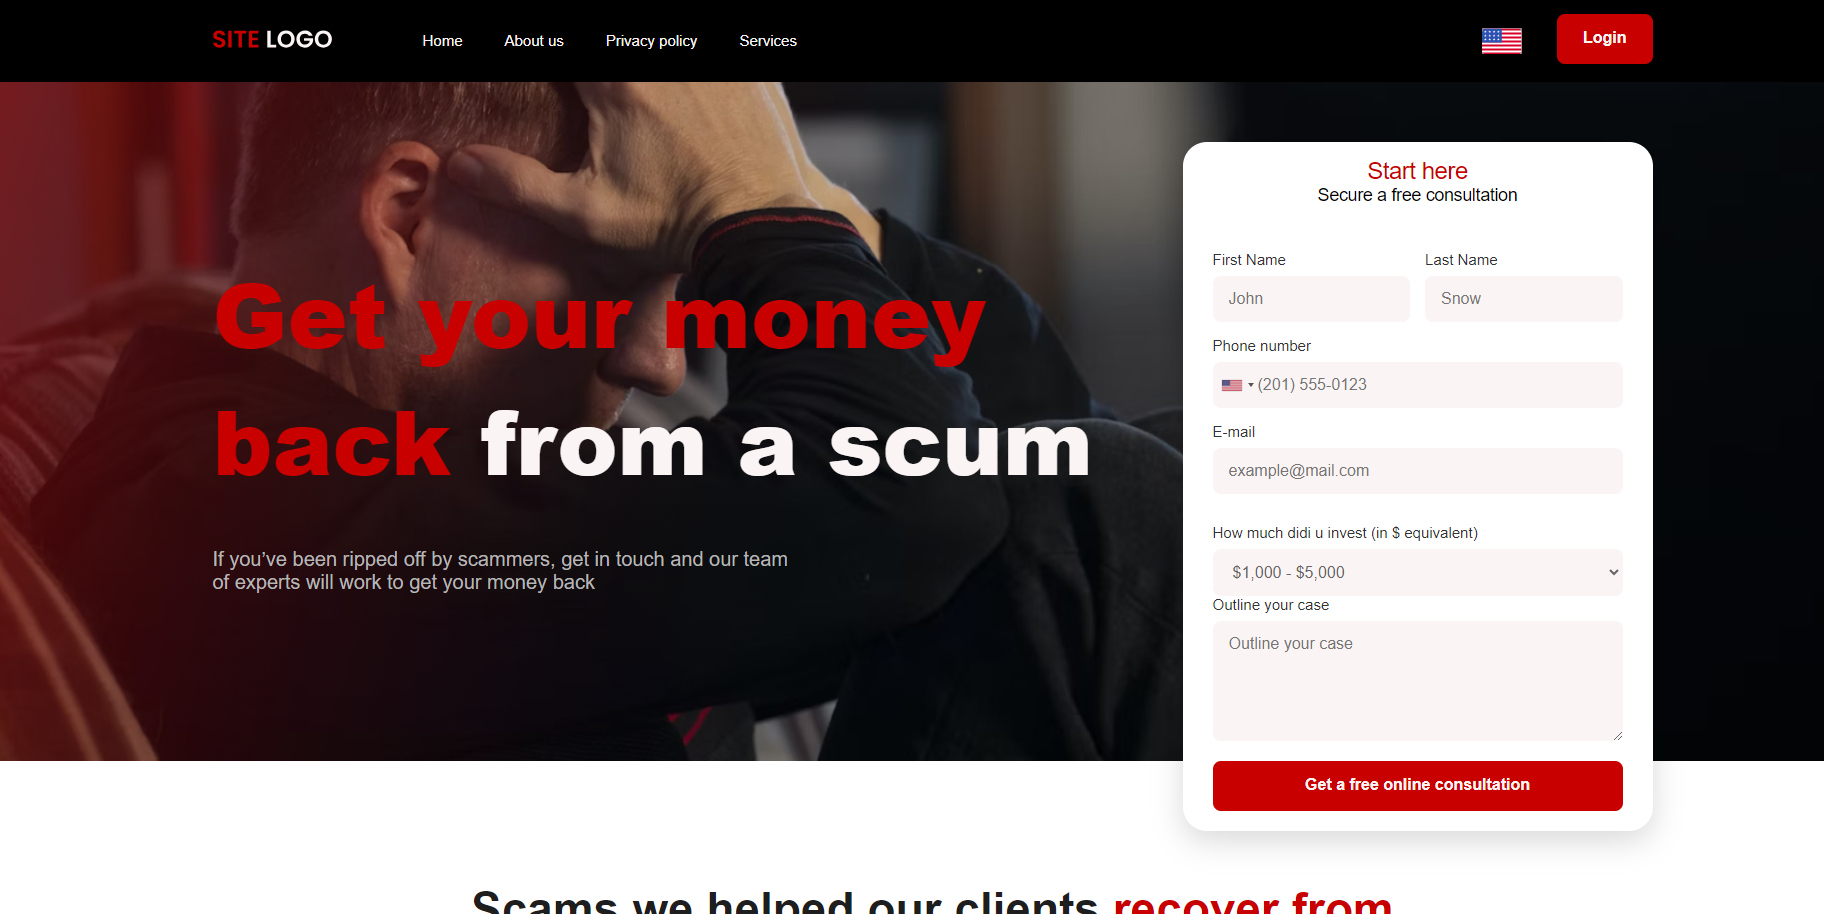 SITE LOGO
Home
About us
Privacy policy
Services
Login
Get your money
back from a scum
If you’ve been ripped off by scammers, get in touch and our team
of experts will work to get your money back
Start here
Secure a free consultation
First Name
Last Name
John
Snow
Phone number
(201) 555-0123
E-mail
example@mail.com
How much didi u invest (in $ equivalent)
$1,000 - $5,000
Outline your case
Outline your case
Get a free online consultation
Scams we helped our clients recover from